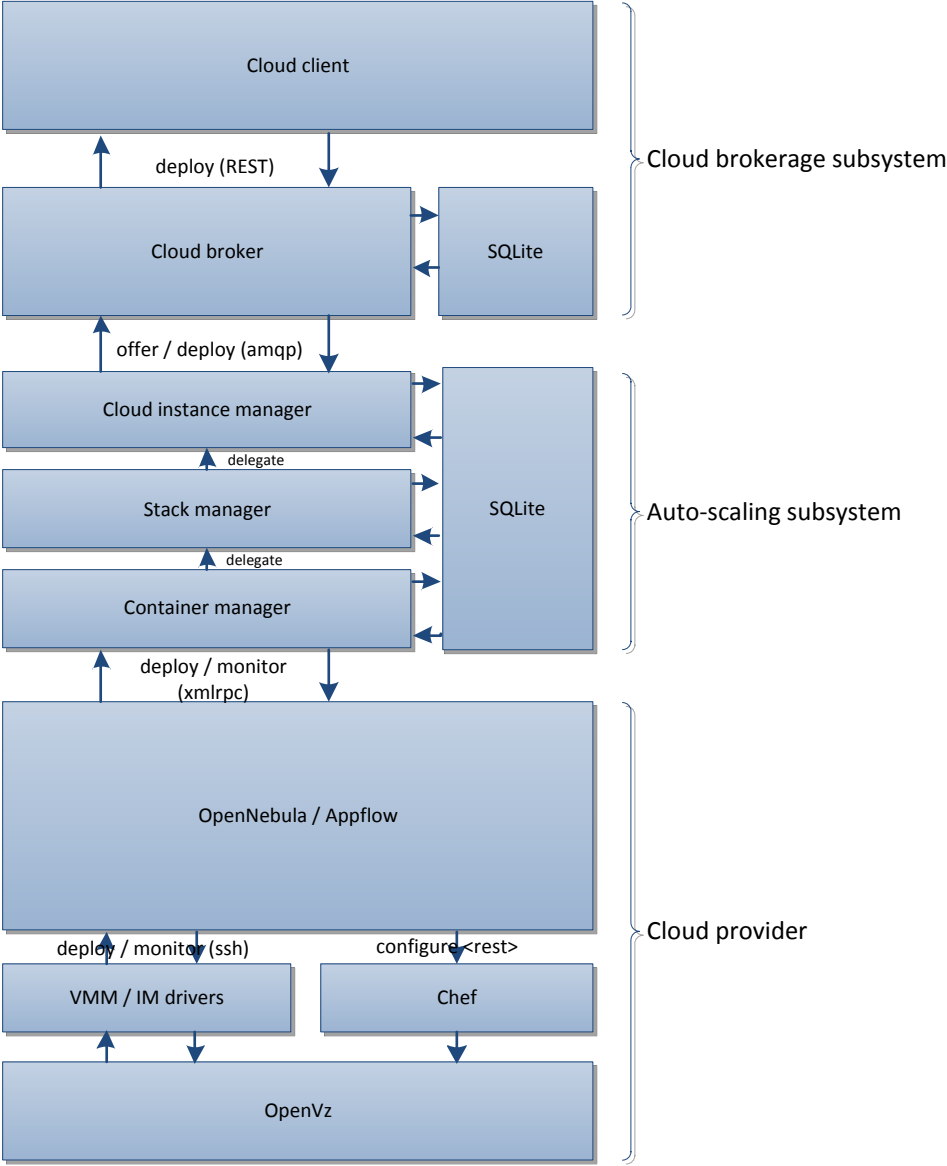 Cloud client
Cloud brokerage subsystem
deploy (REST)
Cloud broker
SQLite
offer / deploy (amqp)
Cloud instance manager
delegate
Stack manager
SQLite
Auto-scaling subsystem
delegate
Container manager
deploy / monitor
(xmlrpc)
OpenNebula / Appflow
Cloud provider
deploy / monitor (ssh)
configure <rest>
VMM / IM drivers
Chef
OpenVz